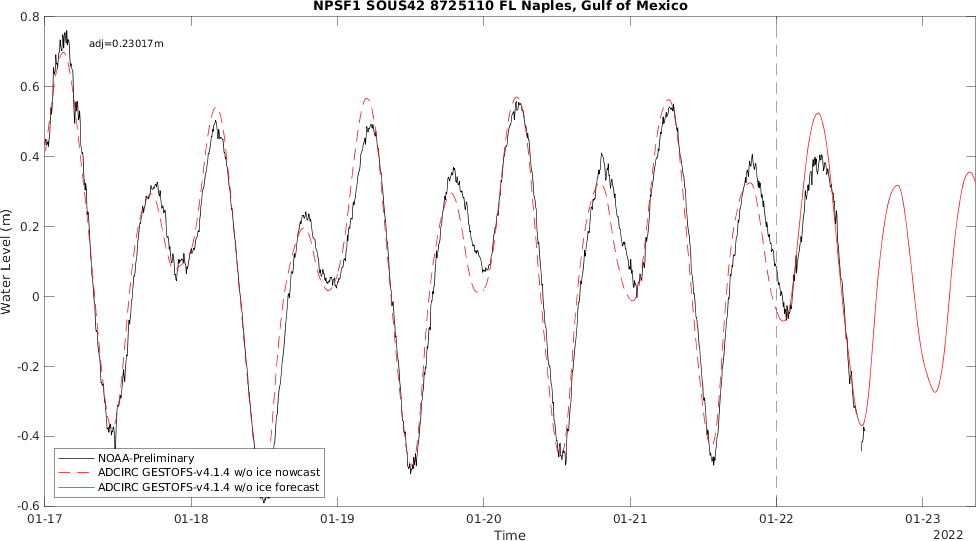 NPSF1 SOUS42 8725110 FL Naples, Gulf of Mexico
adj=0.23017m
0.8
0.6
0.4
0.2
0
-0.2
-0.4
-0.6
Water Level (m)
NOAA-Preliminary
ADCIRC GESTOFS-v4.1.4 w/o ice nowcast
ADCIRC GESTOFS-v4.1.4 w/o ice forecast
01-17
01-18
01-19
01-20
01-21
01-22
01-23
Time
2022